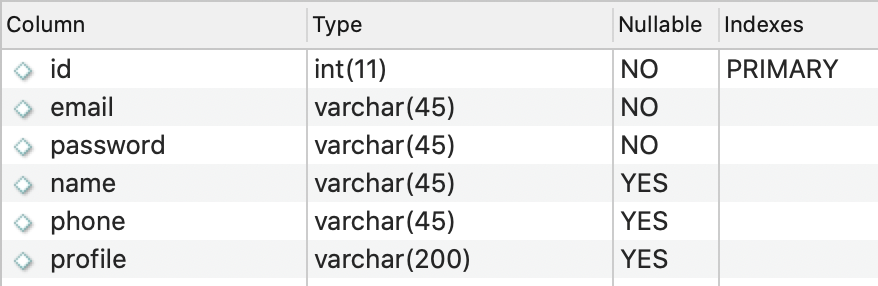 Column Type Nullable Indexes
id int(11) NO PRIMARY
email varchar(45) NO
password varchar(45) NO
name varchar(45) YES
phone varchar(45) YES
profile varchar(200) YES